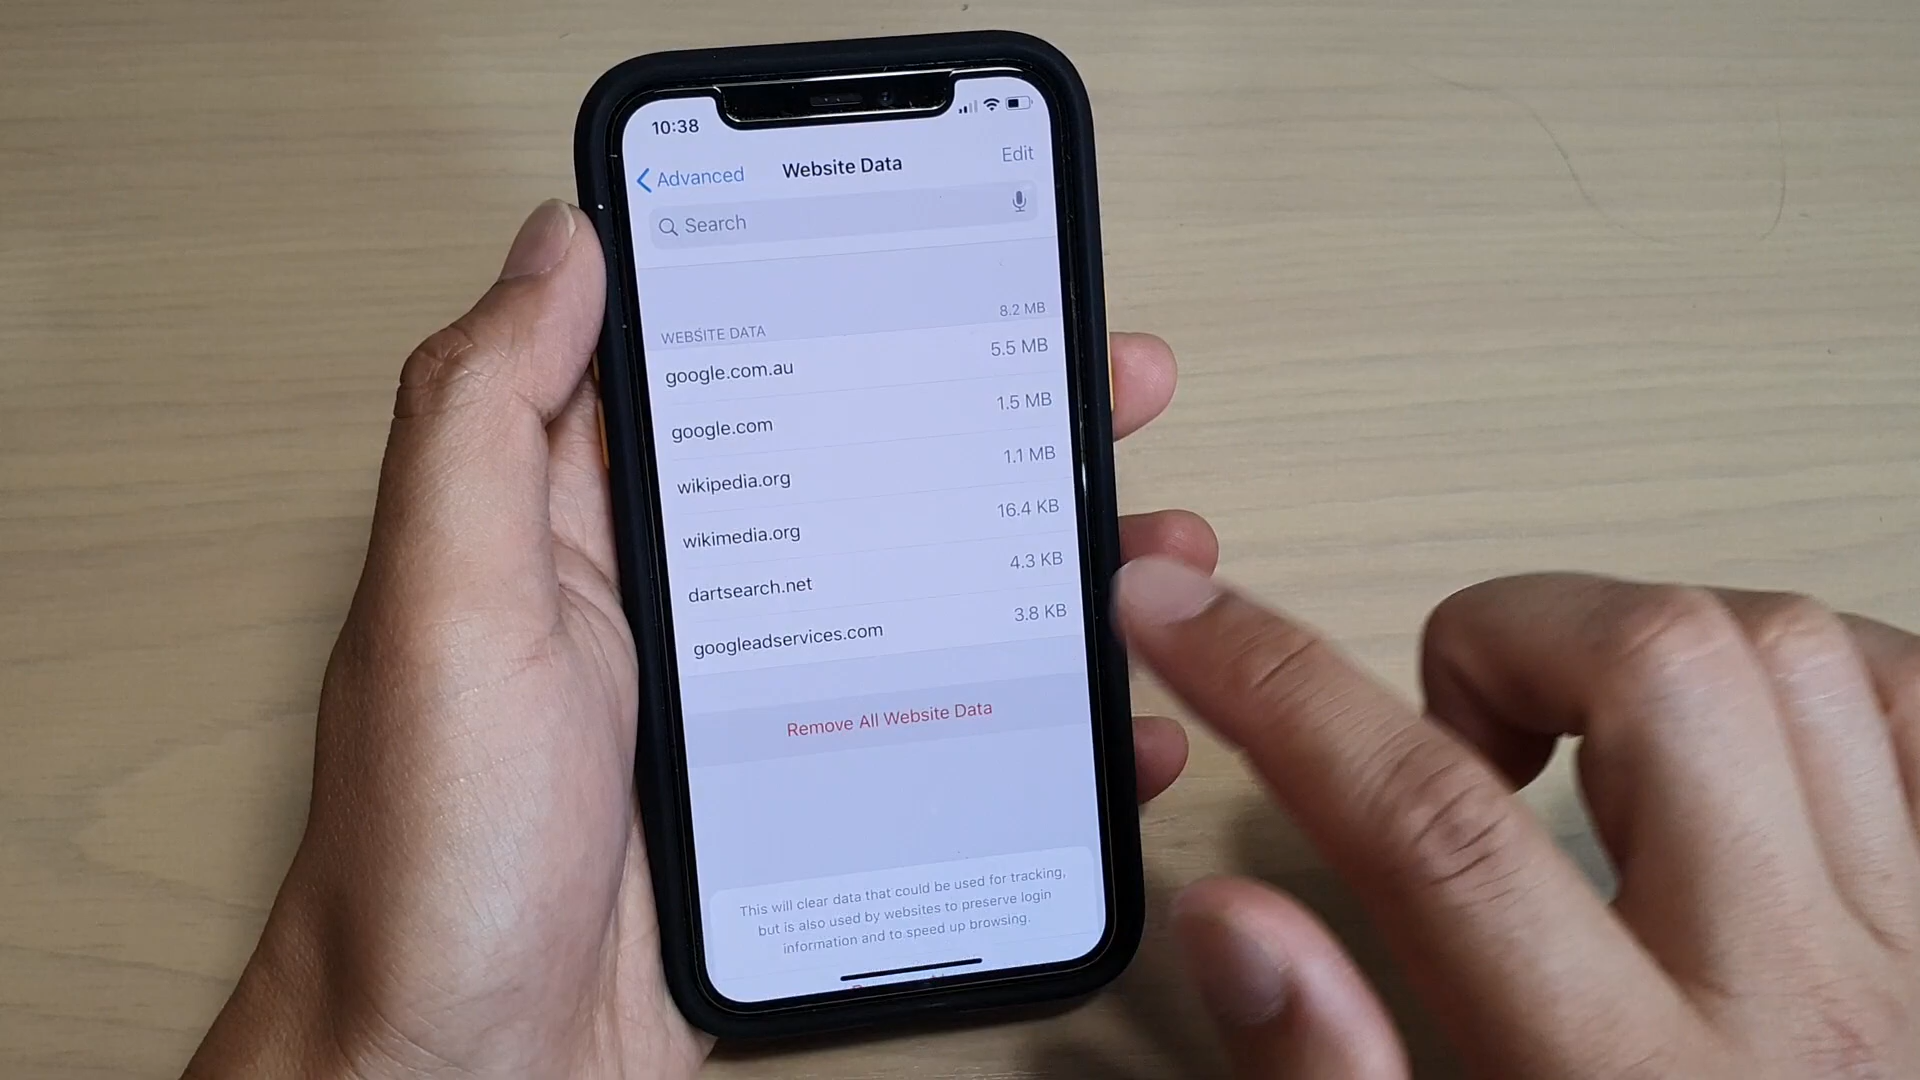 10:38
Advanced
Website Data
Edit
Search
WEBSITE DATA
8.2 MB
google.com.au
5.5 MB
google.com
1.5 MB
wikipedia.org
1.1 MB
wikimedia.org
16.4 KB
dartsearch.net
4.3 KB
googleadservices.com
3.8 KB
Remove All Website Data
This will clear data that could be used for tracking,
but is also used by websites to preserve login
information and to speed up browsing.